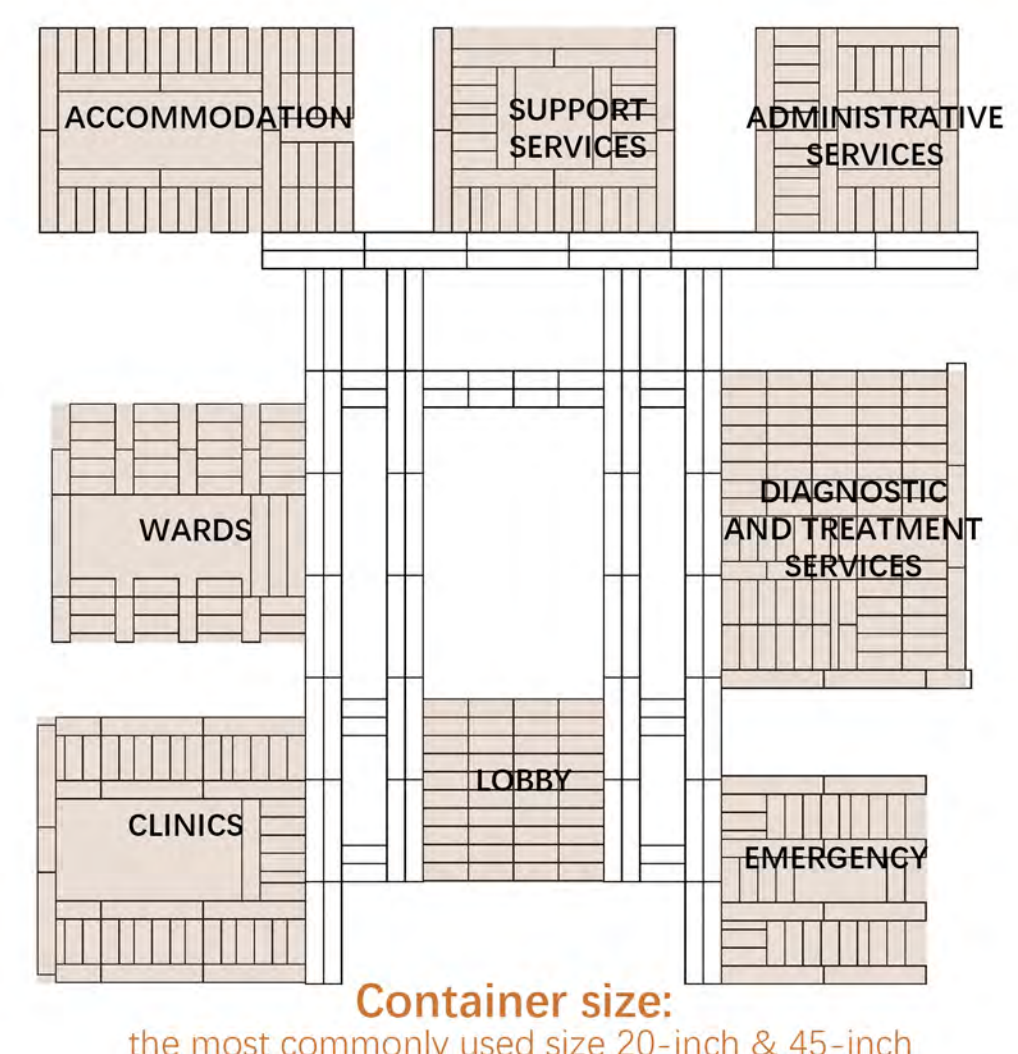 ACCOMMODATION
SUPPORT
SERVICES
ADMINISTRATIVE
SERVICES
WARDS
DIAGNOSTIC
AND TREATMENT
SERVICES
LOBBY
CLINICS
EMERGENCY
Container size:
the most commonly used size 20-inch & 45-inch